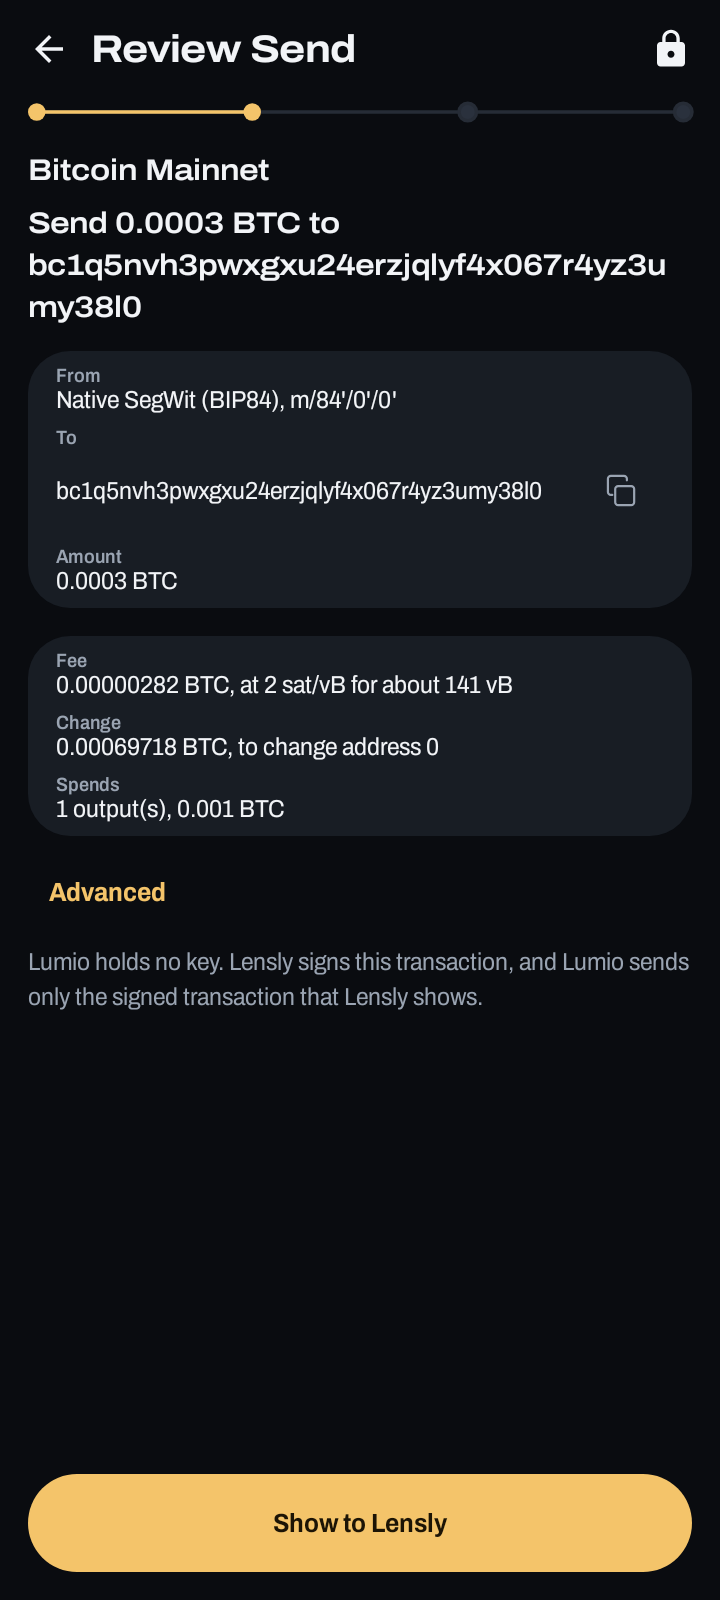 Review Send
Bitcoin Mainnet
Send 0.0003 BTC to
bc1q5nvh3pwxgxu24erzjqlyf4x067r4yz3u
my38l0
From
Native SegWit (BIP84), m/84'/0'/0'
To
bc1q5nvh3pwxgxu24erzjqlyf4x067r4yz3umy38l0
Amount
0.0003 BTC
Fee
0.00000282 BTC, at 2 sat/vB for about 141 vB
Change
0.00069718 BTC, to change address 0
Spends
1 output(s), 0.001 BTC
Advanced
Lumio holds no key. Lensly signs this transaction, and Lumio sends
only the signed transaction that Lensly shows.
Show to Lensly